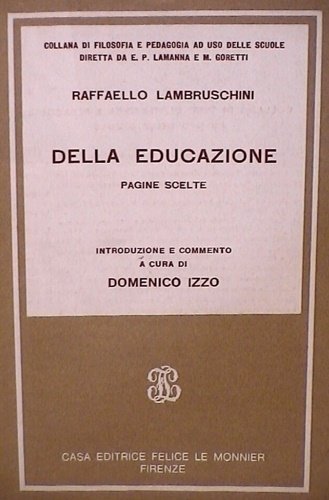 COLLANA DI FILOSOFIA E PEDAGOGIA AD USO DELLE SCUOLE
DIRETTA DA E. P. LAMANNA E M. GORETTI
RAFFAELLO LAMBRUSCHINI
DELLA EDUCAZIONE
PAGINE SCELTE
INTRODUZIONE E COMMENTO
A CURA DI
DOMENICO IZZO
CASA EDITRICE FELICE LE MONNIER
FIRENZE